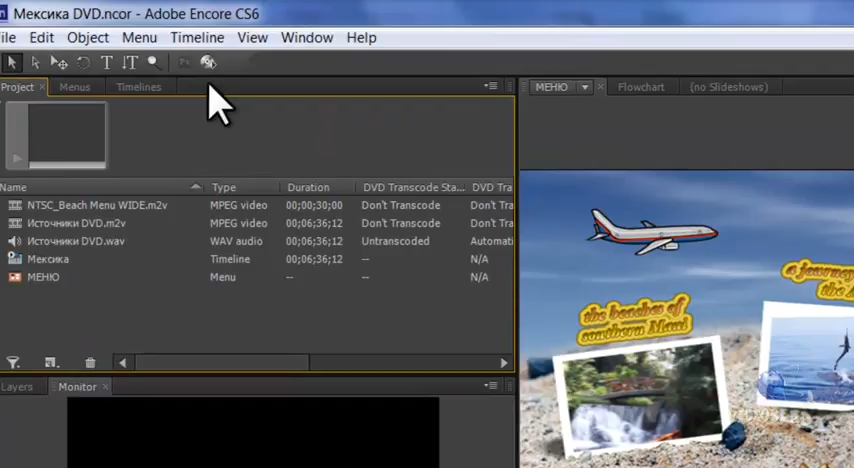 Мексика DVD.ncor - Adobe Encore CS6
ile Edit Object Menu Timeline View Window Help
Project Menus Timelines
МЕНЮ Flowchart (no Slideshows)
Name Type Duration DVD Transcode Sta... DVD Tra
NTSC_Beach Menu WIDE.m2v MPEG video 00;00;30;00 Don't Transcode Don't Transc
Источники DVD.m2v MPEG video 00;06;36;12 Don't Transcode Don't Transc
Источники DVD.wav WAV audio 00;06;36;12 Untranscoded Automati
Мексика Timeline 00;06;36;12 -- N/A
МЕНЮ Menu -- -- N/A
Layers Monitor
the beaches of
southern Maui
a journey
the